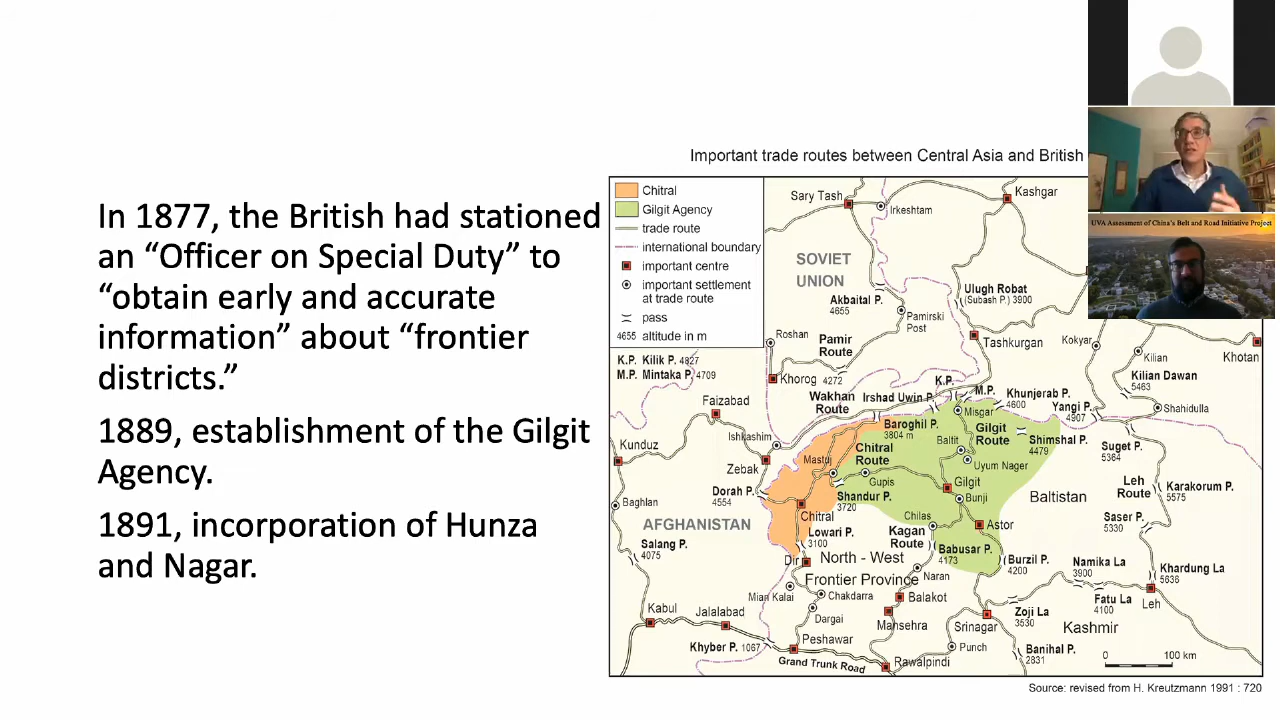 In 1877, the British had stationed
an “Officer on Special Duty” to
“obtain early and accurate
information” about “frontier
districts.”
1889, establishment of the Gilgit
Agency.
1891, incorporation of Hunza
and Nagar.
Important trade routes between Central Asia and British
Chitral
Gilgit Agency
trade route
international boundary
important centre
important settlement
at trade route
pass
4655 altitude in m
K.P. Kilik P. 4827
M.P. Mintaka P. 4709
Sary Tash
Irkeshtam
Kashgar
SOVIET
UNION
Akbaital P.
4655
Ulugh Robat
(Subash P.) 3900
Pamirski
Post
Roshan
Pamir
Route
Tashkurgan
Kokyar
Kilian
Khotan
Khorog
4272
Kilian Dawan
5463
K.P.
M.P.
Wakhan
Route
Irshad Uwin P.
Khunjerab P.
4600
Yangi P.
4907
Shahidulla
Faizabad
Misgar
Baroghil P.
3804 m
Gilgit
Route
Shimshal P.
4479
Kunduz
Ishkashim
Chitral
Route
Baltit
Suget P.
5364
Zebak
Mastuj
Uyum Nager
Gupis
Gilgit
Leh
Route
Karakorum P.
5575
Dorah P.
4554
Shandur P.
3720
Bunji
Baltistan
Baghlan
Chitral
Chilas
Saser P.
5330
AFGHANISTAN
Astor
Lowari P.
3100
Kagan
Route
Salang P.
4075
Babusar P.
4173
Burzil P.
4200
Namika La
3900
Khardung La
5636
Dir
North - West
Frontier Province
Naran
Mian Kalai
Chakdarra
Balakot
Fatu La
4100
Leh
Kabul
Jalalabad
Dargai
Mansehra
Zoji La
3530
Srinagar
Kashmir
Khyber P. 1067
Peshawar
Punch
Banihal P.
2831
Grand Trunk Road
Rawalpindi
0 100 km
Source: revised from H. Kreutzmann 1991 : 720
UVA Assessment of China's Belt and Road Initiative Project